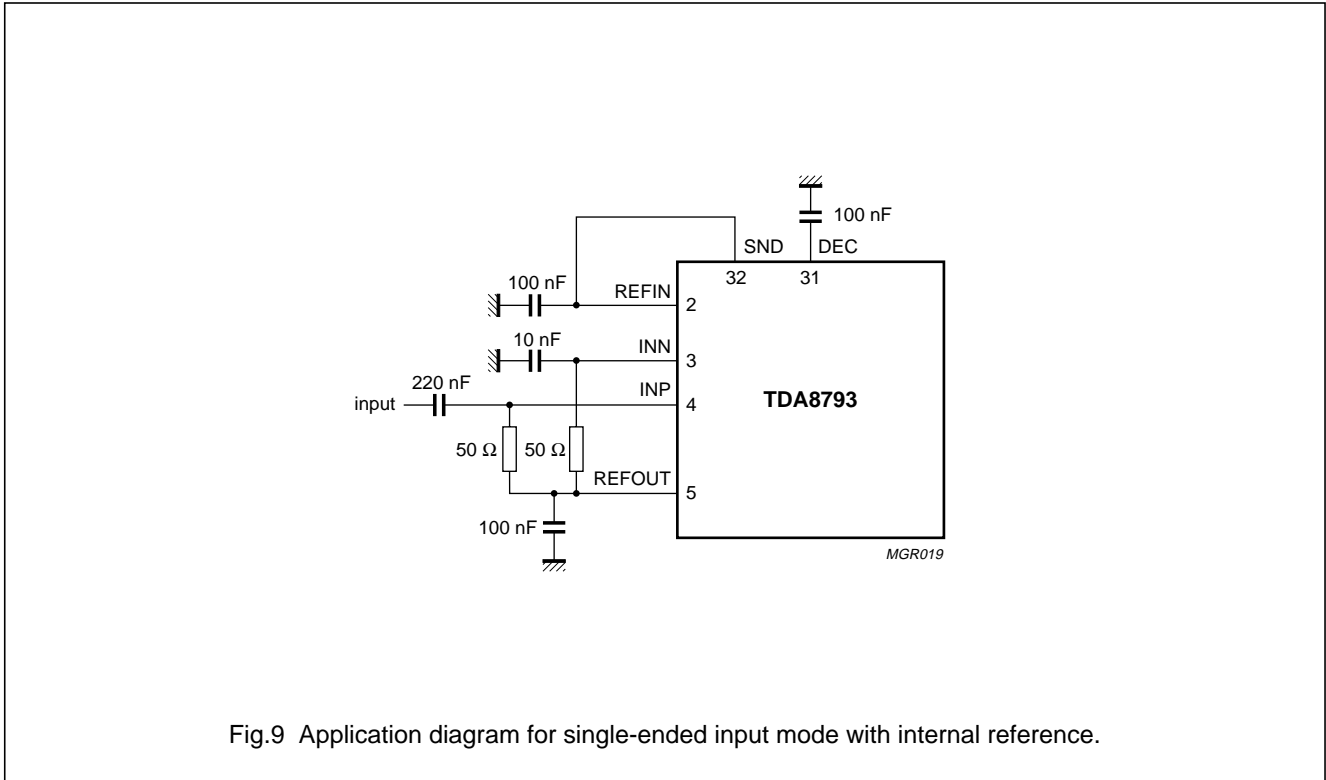 100 nF
SND DEC
32 31
100 nF
REFIN
2
10 nF
INN
3
220 nF
INP
input
4
TDA8793
50 Ω 50 Ω
REFOUT
5
100 nF
MGR019
Fig.9 Application diagram for single-ended input mode with internal reference.